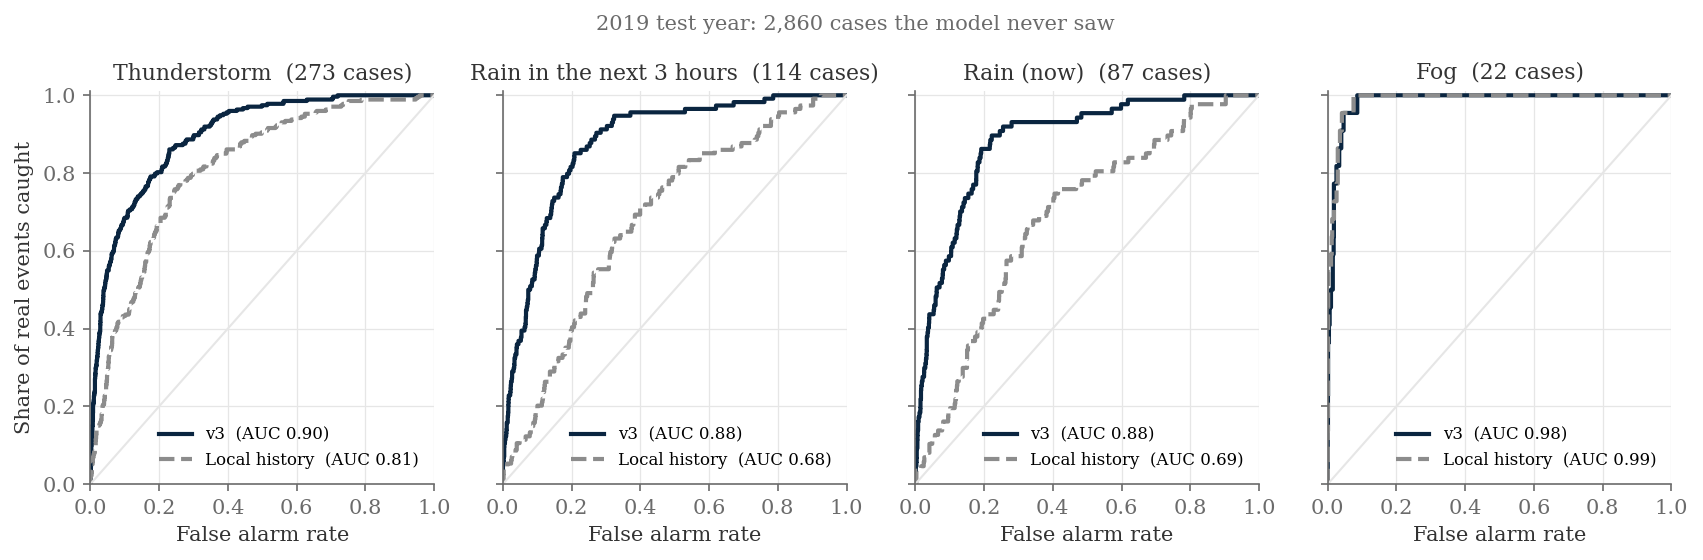 2019 test year: 2,860 cases the model never saw
Thunderstorm (273 cases)
Share of real events caught
1.0
0.8
0.6
0.4
0.2
0.0
v3 (AUC 0.90)
Local history (AUC 0.81)
0.0 0.2 0.4 0.6 0.8 1.0
False alarm rate
Rain in the next 3 hours (114 cases)
v3 (AUC 0.88)
Local history (AUC 0.68)
0.0 0.2 0.4 0.6 0.8 1.0
False alarm rate
Rain (now) (87 cases)
v3 (AUC 0.88)
Local history (AUC 0.69)
0.0 0.2 0.4 0.6 0.8 1.0
False alarm rate
Fog (22 cases)
v3 (AUC 0.98)
Local history (AUC 0.99)
0.0 0.2 0.4 0.6 0.8 1.0
False alarm rate